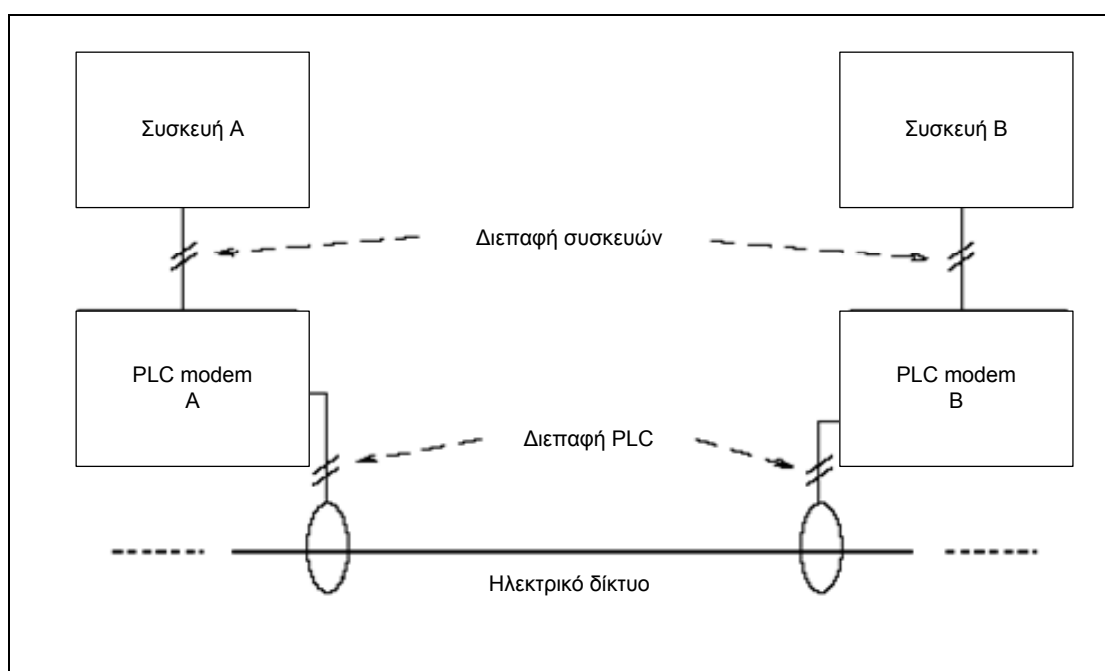 Συσκευή Α
Συσκευή Β
Διεπαφή συσκευών
PLC modem
A
PLC modem
B
Διεπαφή PLC
Ηλεκτρικό δίκτυο